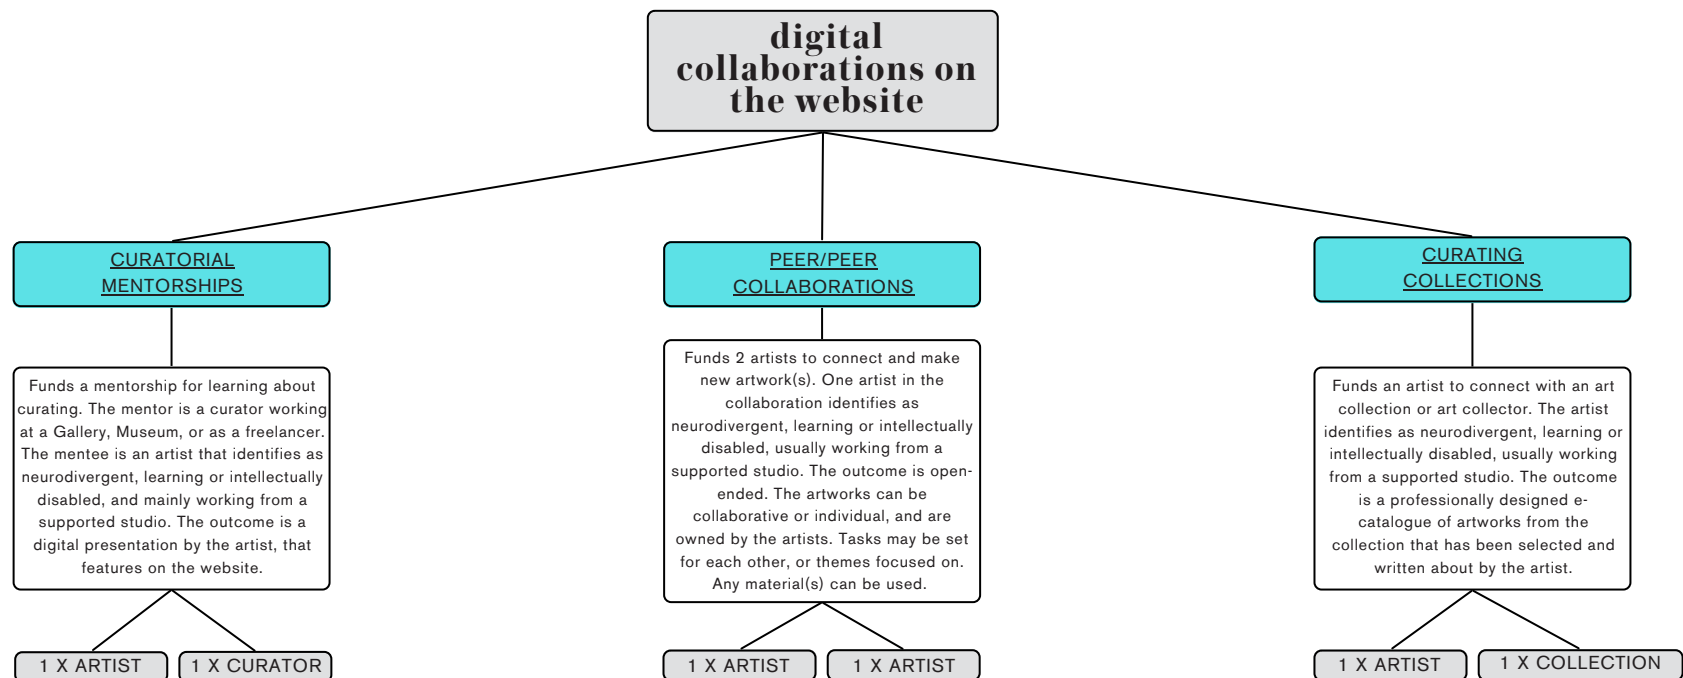 digital
collaborations on
the website
CURATORIAL
MENTORSHIPS
Funds a mentorship for learning about
curating. The mentor is a curator working
at a Gallery, Museum, or as a freelancer.
The mentee is an artist that identifies as
neurodivergent, learning or intellectually
disabled, and mainly working from a
supported studio. The outcome is a
digital presentation by the artist, that
features on the website.
1 X ARTIST
1 X CURATOR
PEER/PEER
COLLABORATIONS
Funds 2 artists to connect and make
new artwork(s). One artist in the
collaboration identifies as
neurodivergent, learning or intellectually
disabled, usually working from a
supported studio. The outcome is open-
ended. The artworks can be
collaborative or individual, and are
owned by the artists. Tasks may be set
for each other, or themes focused on.
Any material(s) can be used.
1 X ARTIST
1 X ARTIST
CURATING
COLLECTIONS
Funds an artist to connect with an art
collection or art collector. The artist
identifies as neurodivergent, learning or
intellectually disabled, usually working
from a supported studio. The outcome
is a professionally designed e-
catalogue of artworks from the
collection that has been selected and
written about by the artist.
1 X ARTIST
1 X COLLECTION